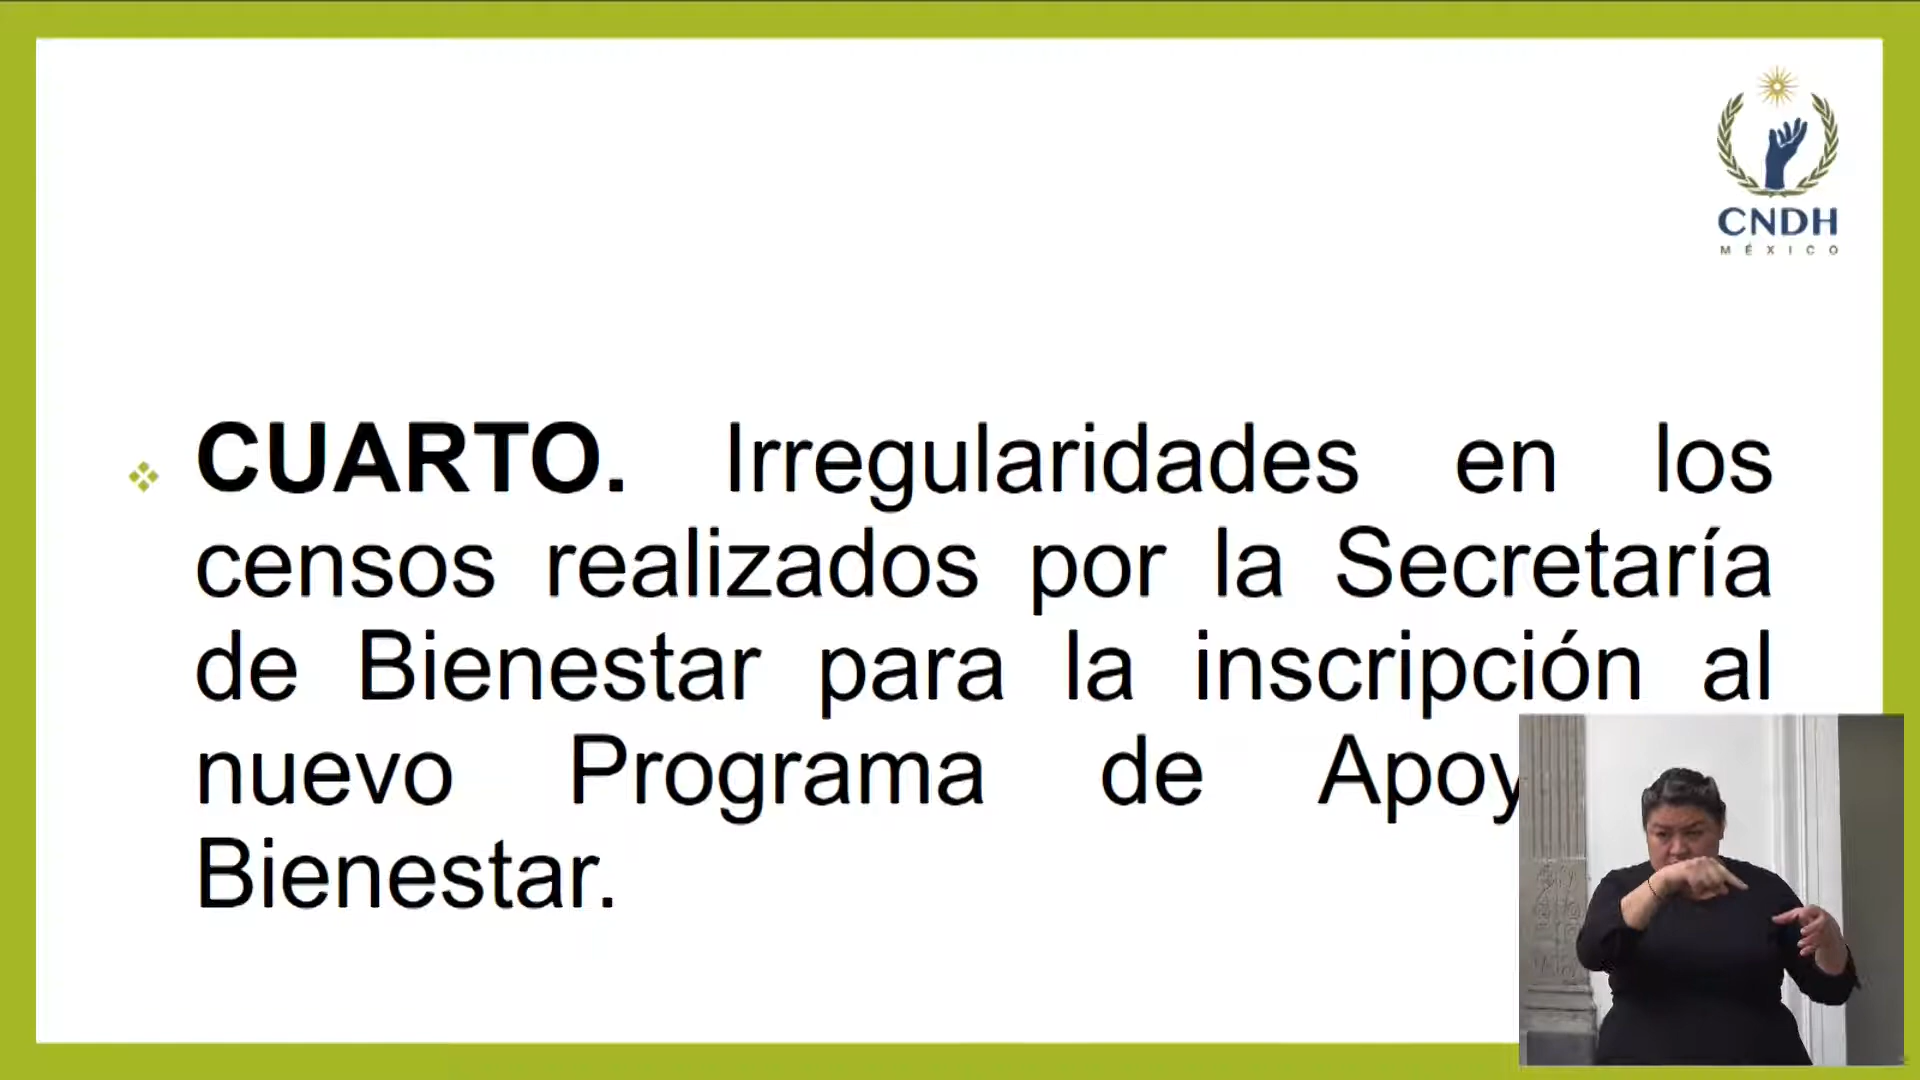 CNDH
MÉXICO
CUARTO. Irregularidades en los
censos realizados por la Secretaría
de Bienestar para la inscripción al
nuevo Programa de
Bienestar.